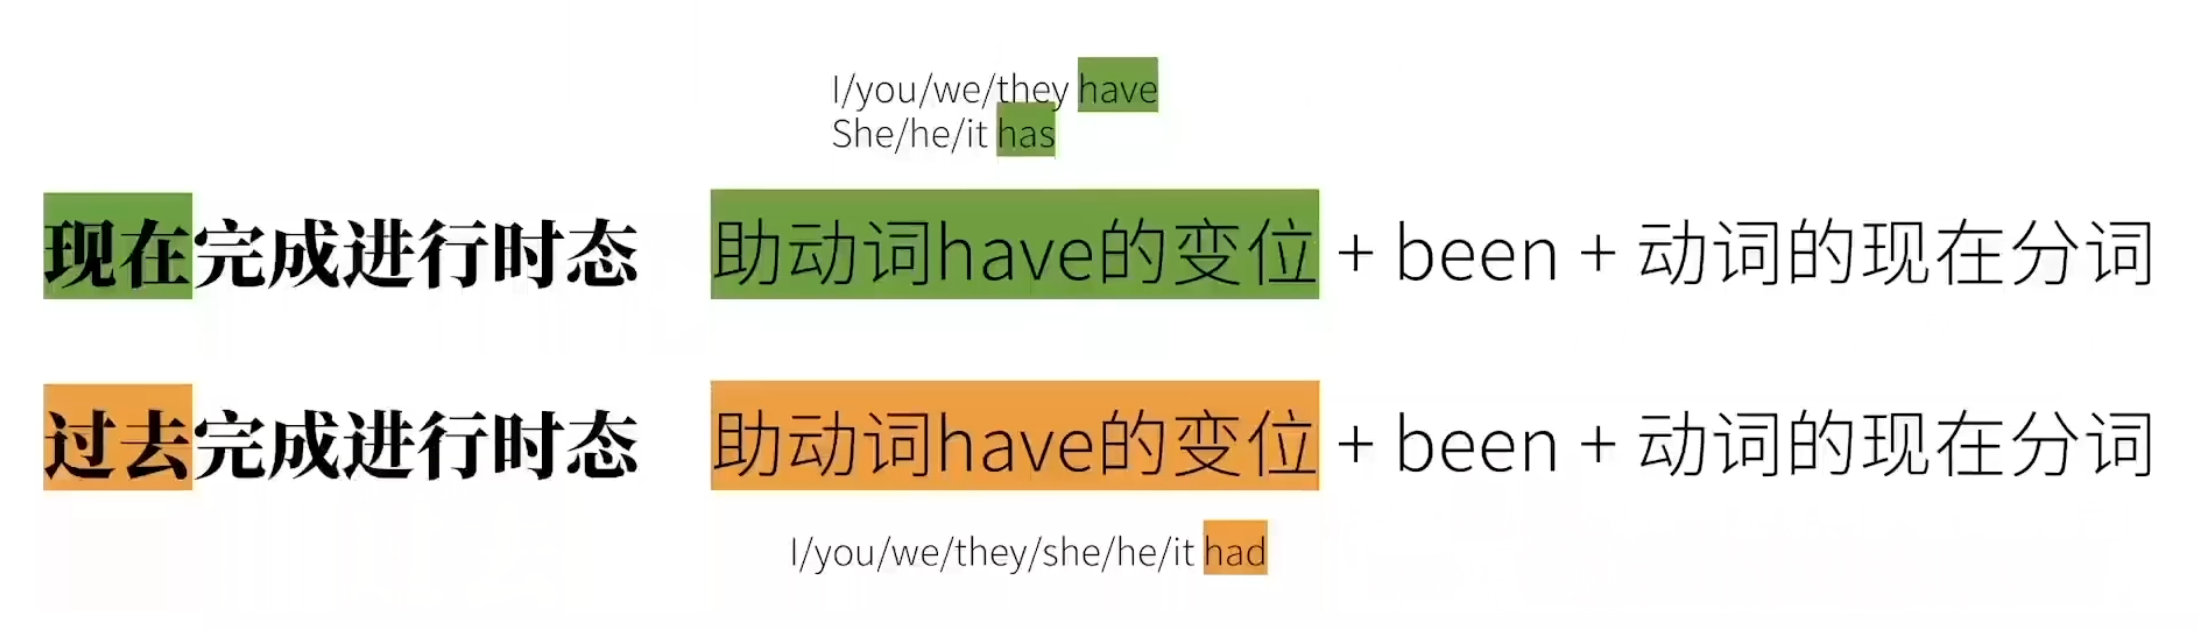 I/you/we/they have
She/he/it has
现在完成进行时态 助动词have的变位 + been + 动词的现在分词
过去完成进行时态 助动词have的变位 + been + 动词的现在分词
I/you/we/they/she/he/it had